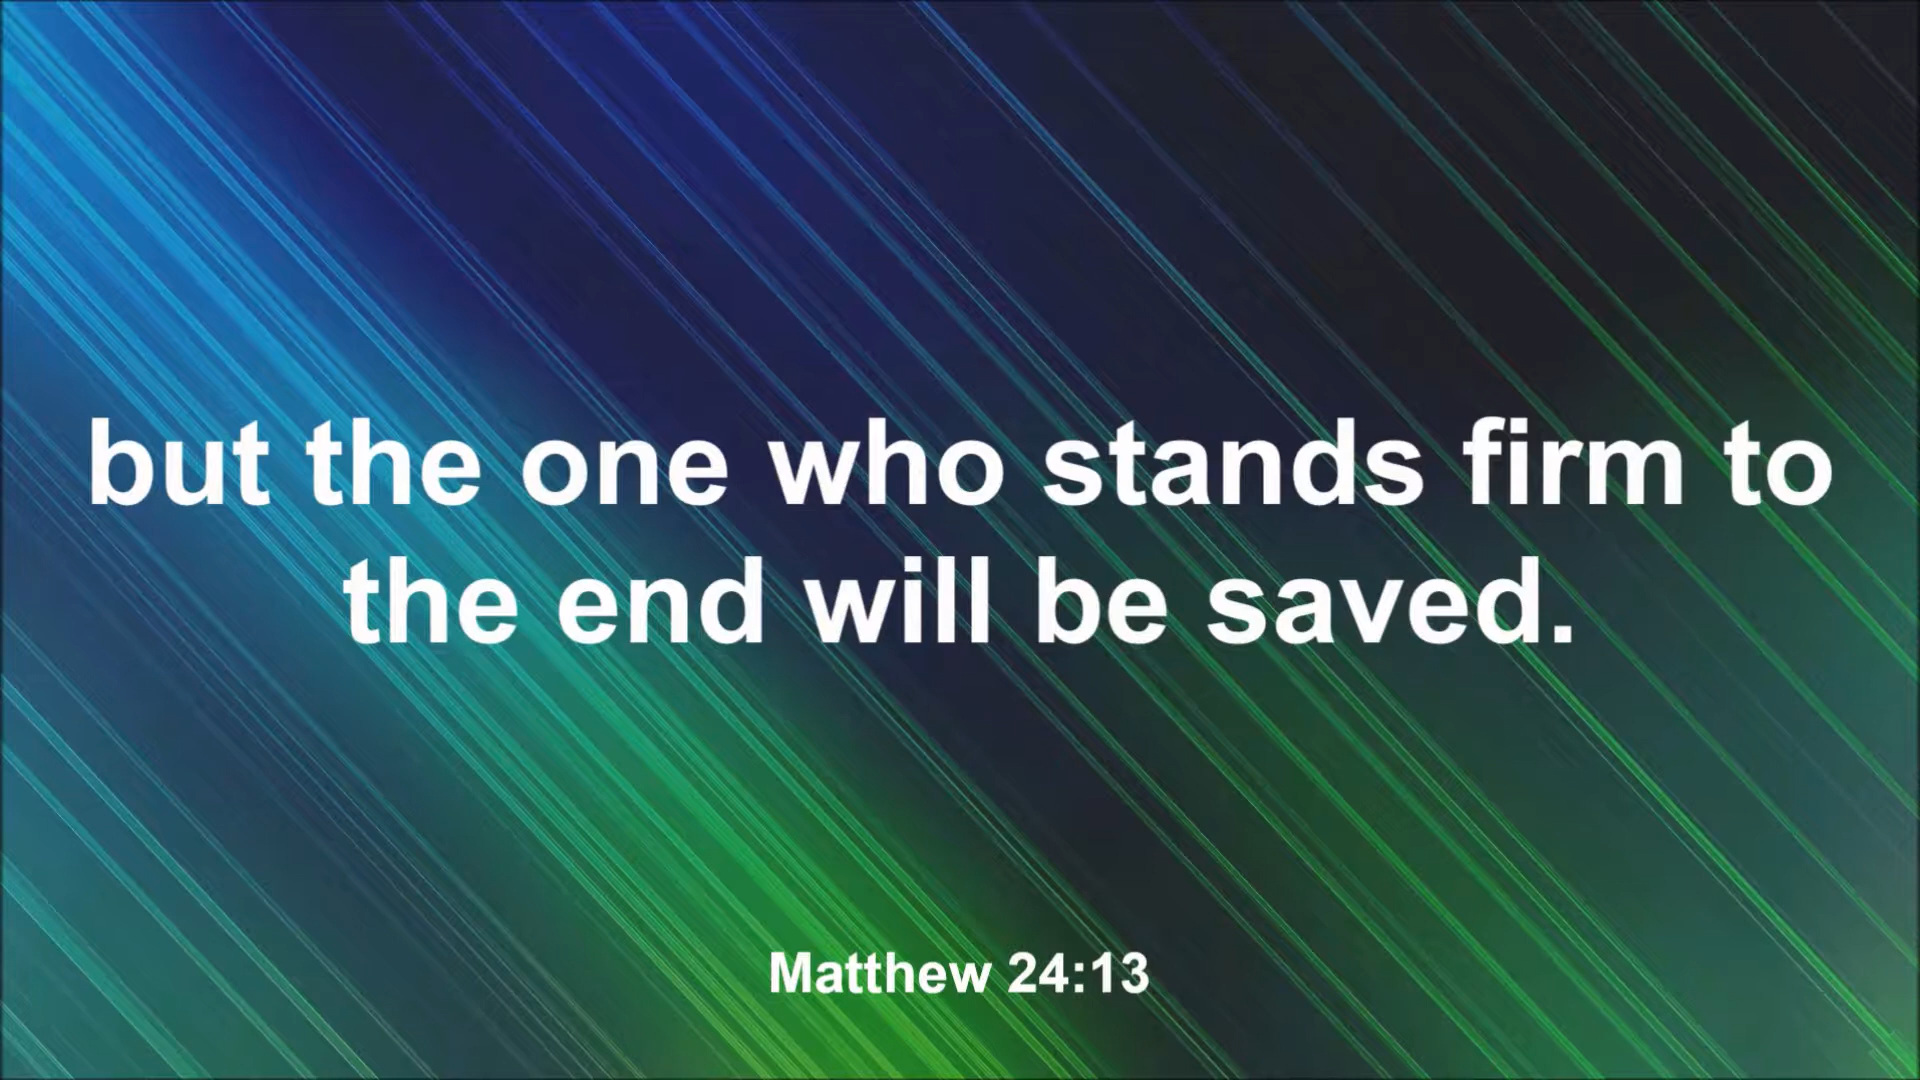 but the one who stands firm to
the end will be saved.
Matthew 24:13